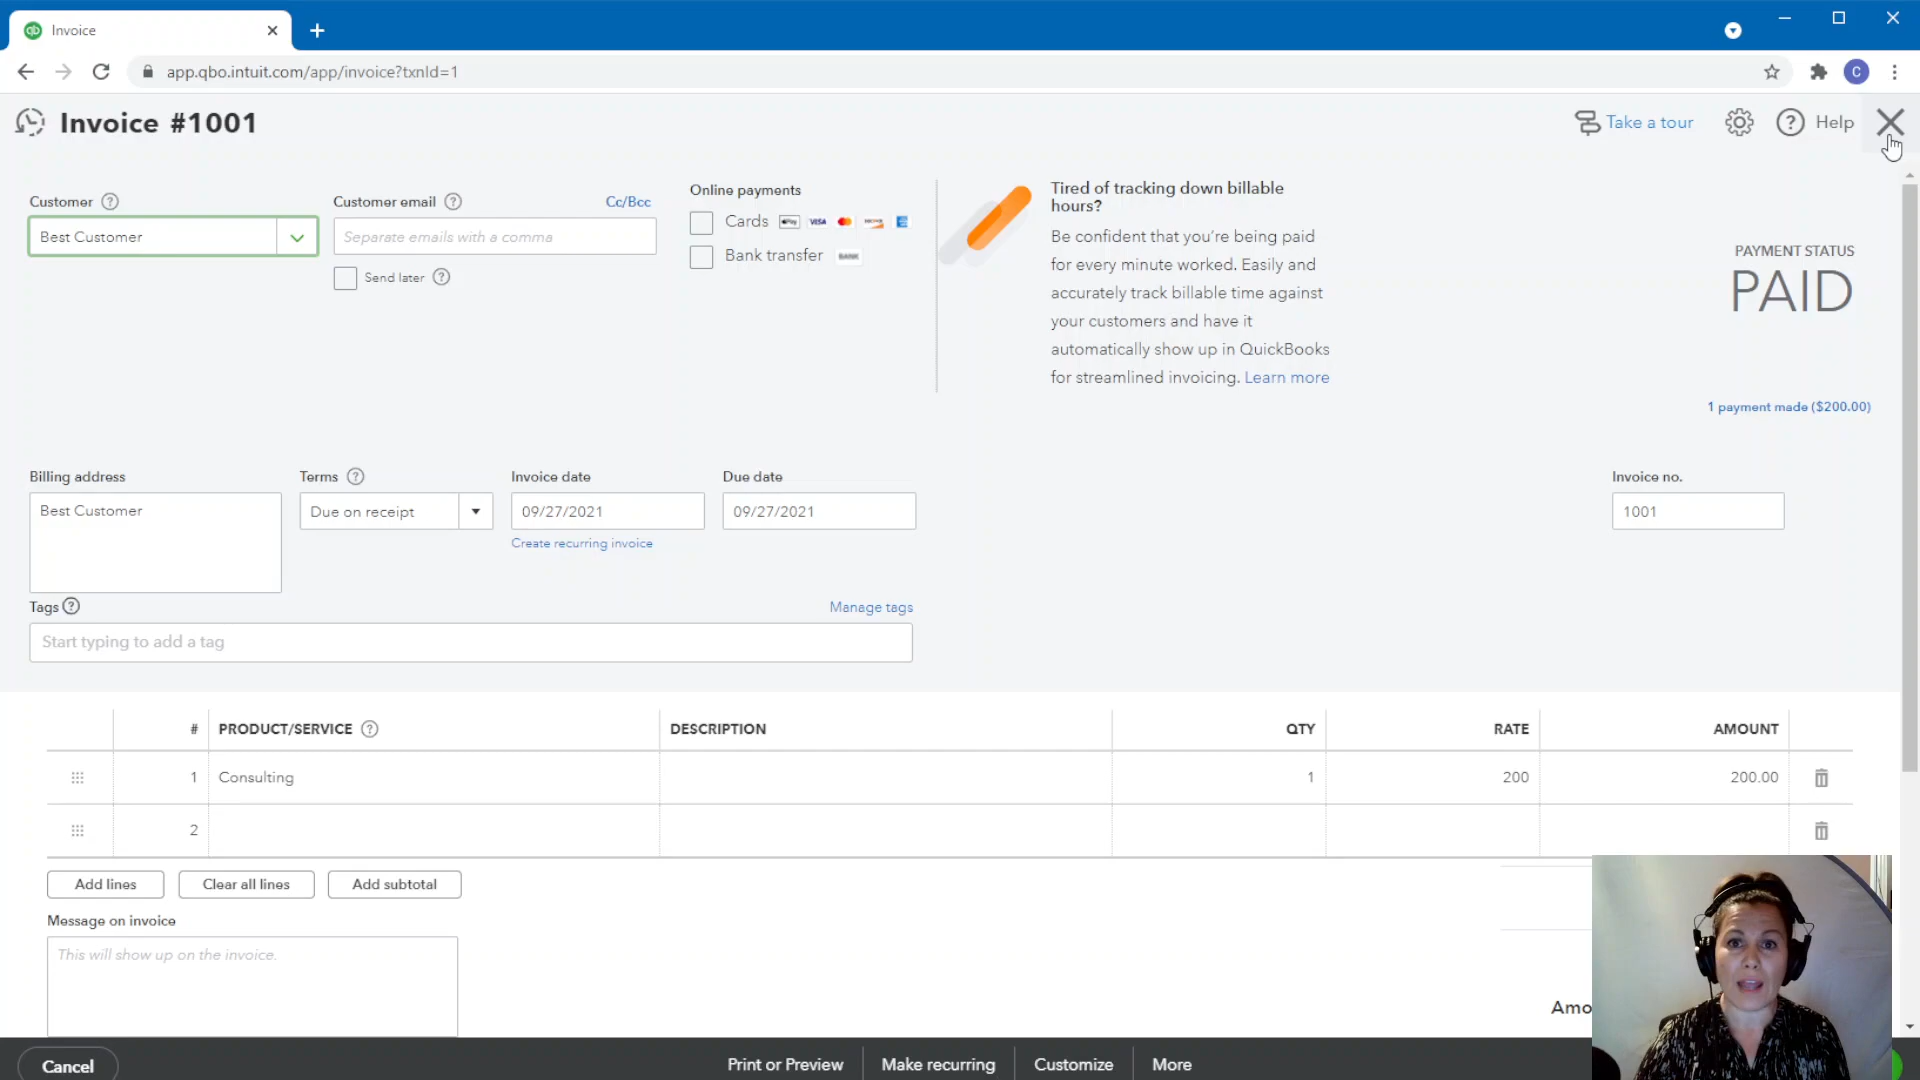 Invoice
app.qbo.intuit.com/app/invoice?txnId=1
C
Invoice #1001
Take a tour
Help
Customer
Best Customer
Customer email
Cc/Bcc
Separate emails with a comma
Send later
Online payments
Cards
VISA
Bank transfer
BANK
Tired of tracking down billable
hours?
Be confident that you're being paid
for every minute worked. Easily and
accurately track billable time against
your customers and have it
automatically show up in QuickBooks
for streamlined invoicing. Learn more
PAYMENT STATUS
PAID
1 payment made ($200.00)
Billing address
Best Customer
Terms
Due on receipt
Invoice date
09/27/2021
Create recurring invoice
Due date
09/27/2021
Invoice no.
1001
Tags
Manage tags
Start typing to add a tag
# PRODUCT/SERVICE DESCRIPTION QTY RATE AMOUNT
1 Consulting 1 200 200.00
2
Add lines
Clear all lines
Add subtotal
Message on invoice
This will show up on the invoice.
Amo
Cancel
Print or Preview
Make recurring
Customize
More